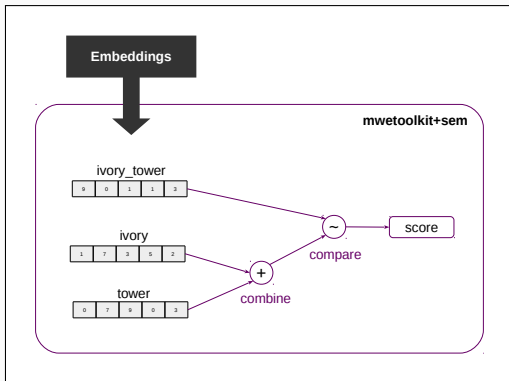 Embeddings
mwetoolkit+sem
ivory_tower
9 0 1 1 3
~
score
ivory
1 7 3 5 2
compare
+
tower
combine
0 7 9 0 3